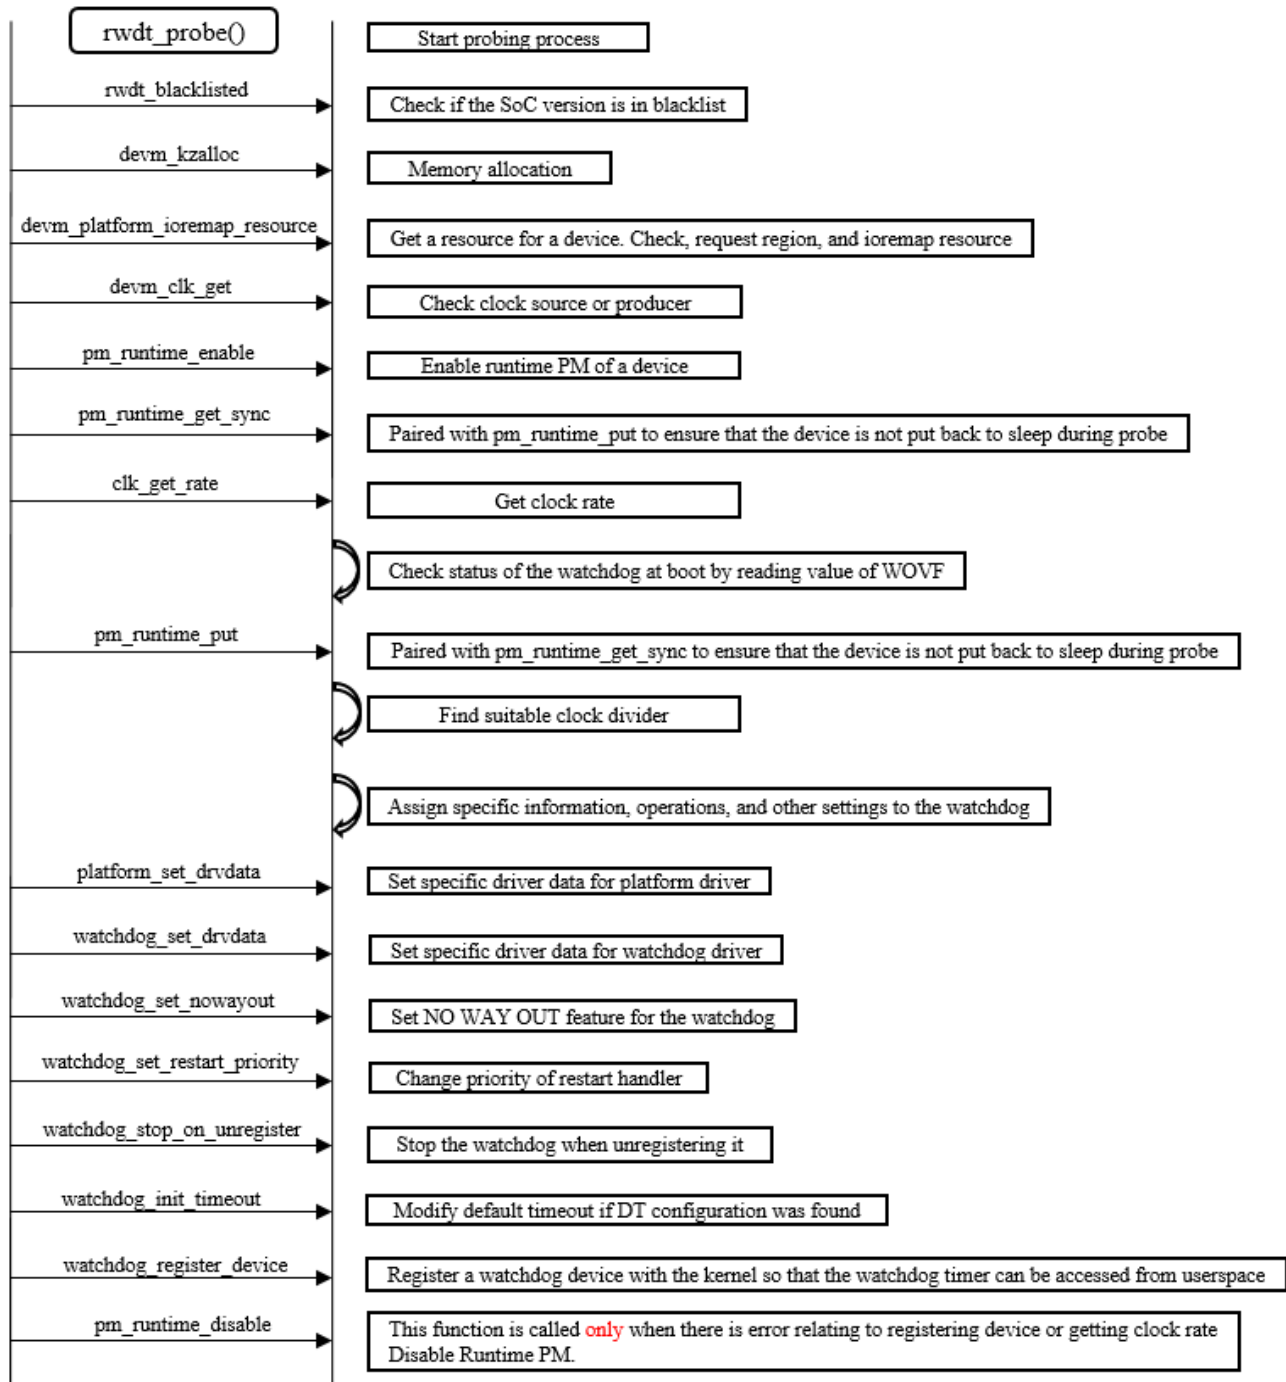 rwdt_probe()
Start probing process
rwdt_blacklisted
Check if the SoC version is in blacklist
devm_kzalloc
Memory allocation
devm_platform_ioremap_resource
Get a resource for a device. Check, request region, and ioremap resource
devm_clk_get
Check clock source or producer
pm_runtime_enable
Enable runtime PM of a device
pm_runtime_get_sync
Paired with pm_runtime_put to ensure that the device is not put back to sleep during probe
clk_get_rate
Get clock rate
Check status of the watchdog at boot by reading value of WOVF
pm_runtime_put
Paired with pm_runtime_get_sync to ensure that the device is not put back to sleep during probe
Find suitable clock divider
Assign specific information, operations, and other settings to the watchdog
platform_set_drvdata
Set specific driver data for platform driver
watchdog_set_drvdata
Set specific driver data for watchdog driver
watchdog_set_nowayout
Set NO WAY OUT feature for the watchdog
watchdog_set_restart_priority
Change priority of restart handler
watchdog_stop_on_unregister
Stop the watchdog when unregistering it
watchdog_init_timeout
Modify default timeout if DT configuration was found
watchdog_register_device
Register a watchdog device with the kernel so that the watchdog timer can be accessed from userspace
pm_runtime_disable
This function is called only when there is error relating to registering device or getting clock rate
Disable Runtime PM.